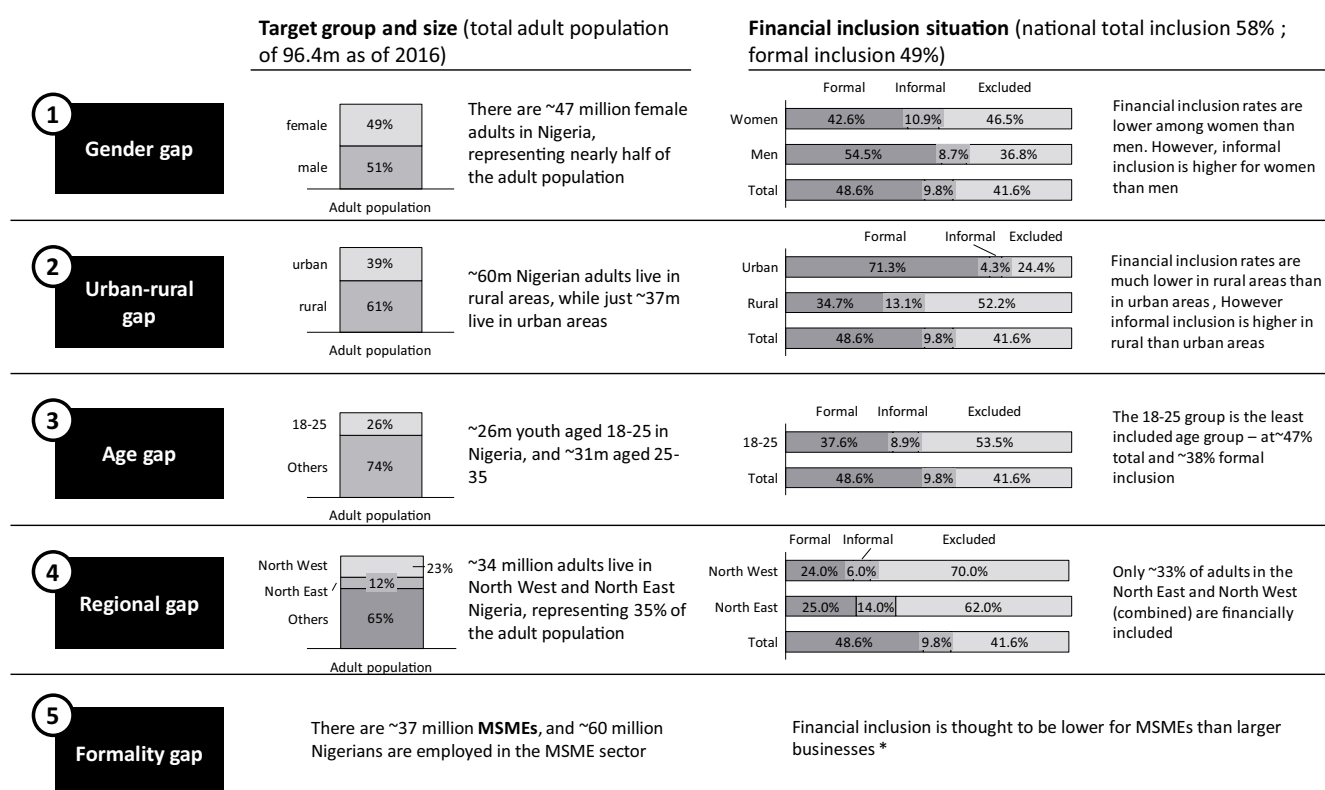 Target group and size (total adult population
of 96.4m as of 2016)
Financial inclusion situation (national total inclusion 58% ;
formal inclusion 49%)
1
Gender gap
female
49%
male
51%
Adult population
There are ~47 million female
adults in Nigeria,
representing nearly half of
the adult population
Formal Informal Excluded
Women 42.6% 10.9% 46.5%
Men 54.5% 8.7% 36.8%
Total 48.6% 9.8% 41.6%
Financial inclusion rates are
lower among women than
men. However, informal
inclusion is higher for women
than men
2
Urban-rural
gap
urban
39%
rural
61%
Adult population
~60m Nigerian adults live in
rural areas, while just ~37m
live in urban areas
Formal Informal Excluded
Urban 71.3% 4.3% 24.4%
Rural 34.7% 13.1% 52.2%
Total 48.6% 9.8% 41.6%
Financial inclusion rates are
much lower in rural areas than
in urban areas , However
informal inclusion is higher in
rural than urban areas
3
Age gap
18-25
26%
Others
74%
Adult population
~26m youth aged 18-25 in
Nigeria, and ~31m aged 25-
35
Formal Informal Excluded
18-25 37.6% 8.9% 53.5%
Total 48.6% 9.8% 41.6%
The 18-25 group is the least
included age group – at~47%
total and ~38% formal
inclusion
4
Regional gap
North West
23%
North East
12%
Others
65%
Adult population
~34 million adults live in
North West and North East
Nigeria, representing 35% of
the adult population
Formal Informal Excluded
North West 24.0% 6.0% 70.0%
North East 25.0% 14.0% 62.0%
Total 48.6% 9.8% 41.6%
Only ~33% of adults in the
North East and North West
(combined) are financially
included
5
Formality gap
There are ~37 million MSMEs, and ~60 million
Nigerians are employed in the MSME sector
Financial inclusion is thought to be lower for MSMEs than larger
businesses *